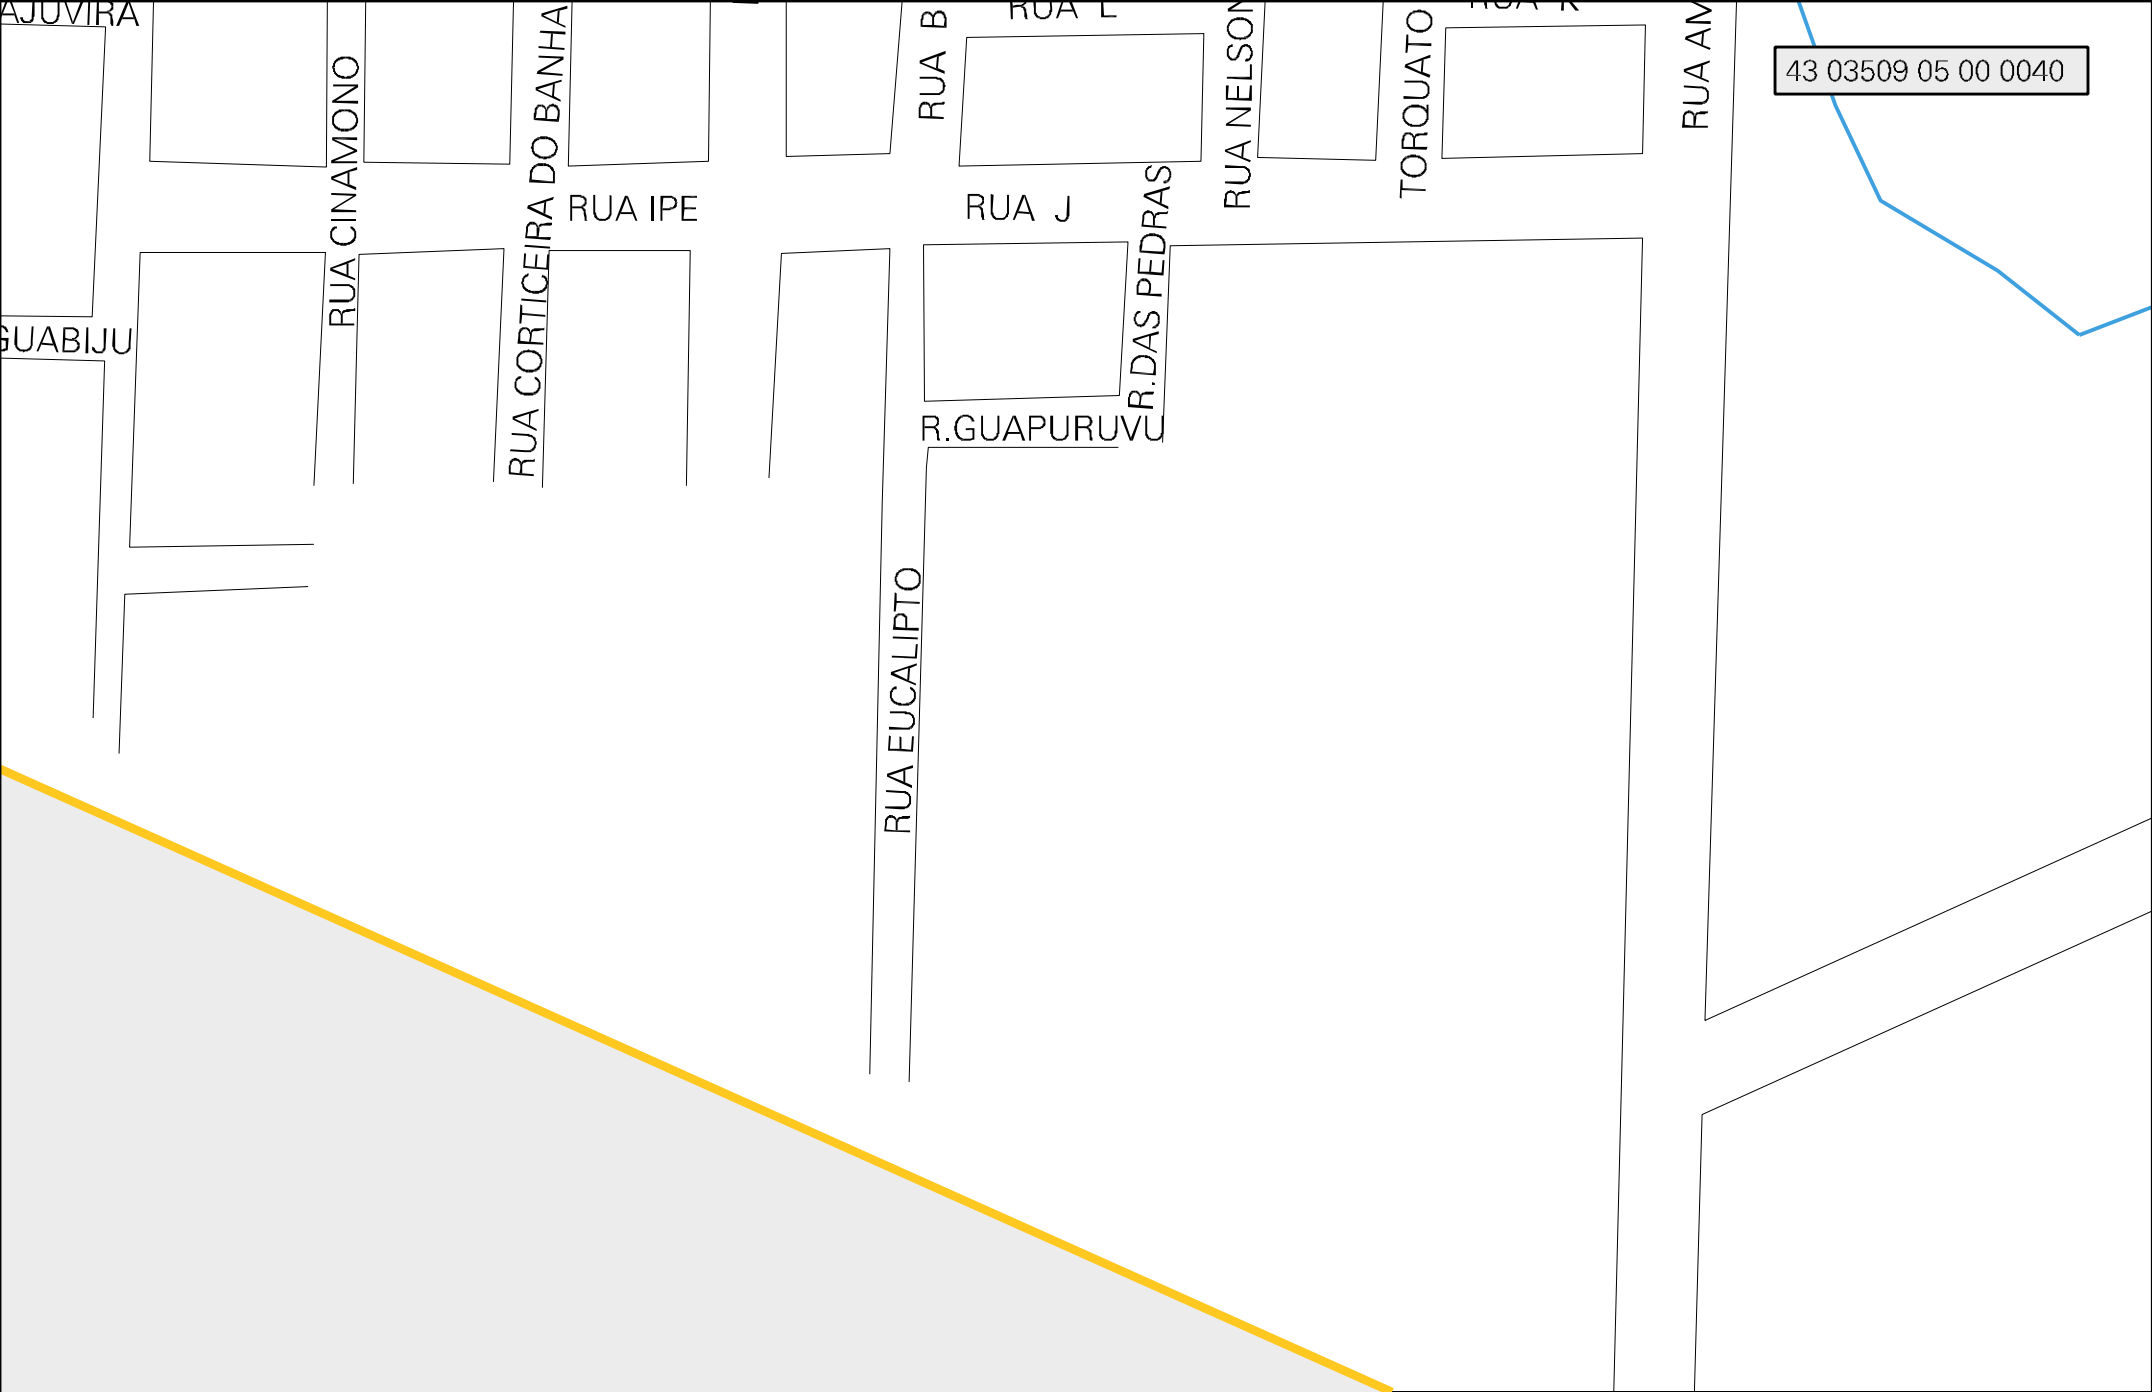 RUA L
RUA K
43 03509 05 00 0040
RUA CINAMONO
RUA CORTICEIRA DO BANHA
RUA B
RUA NELSON
TORQUATO
RUA AM
RUA IPE
RUA J
R.DAS PEDRAS
GUABIJU
R.GUAPURUVU
RUA EUCALIPTO